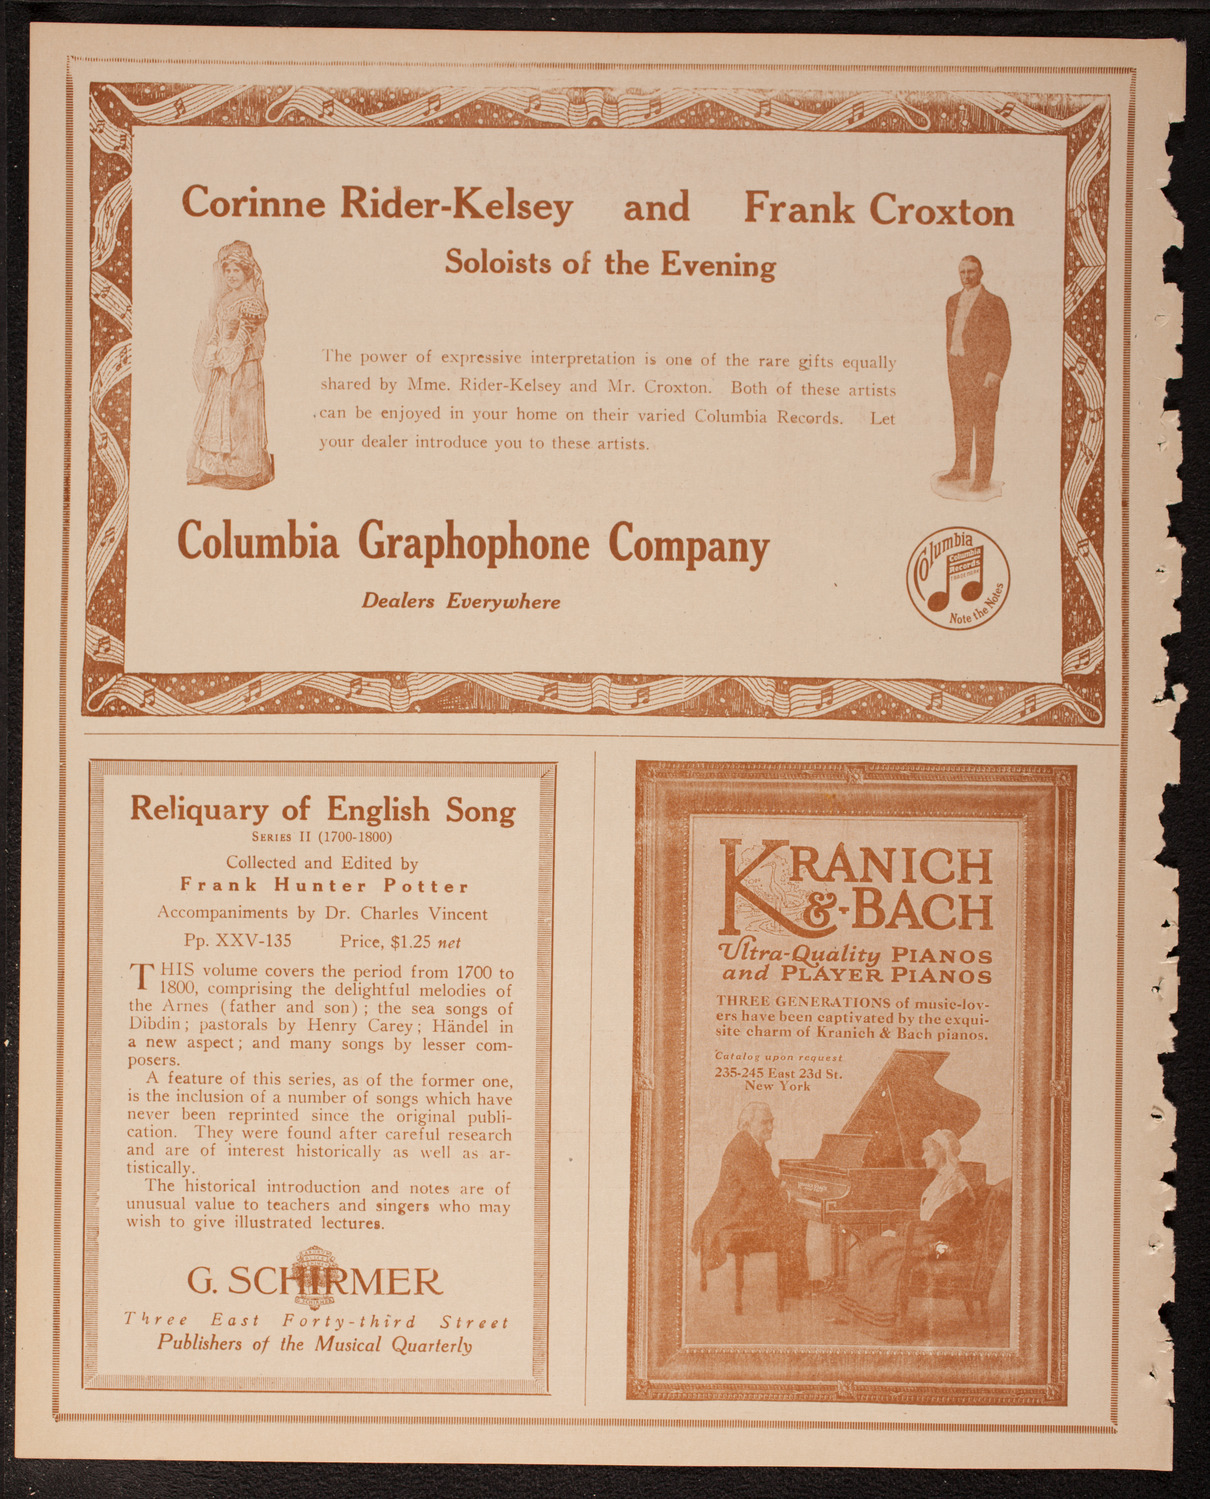 Corinne Rider-Kelsey and Frank Croxton
Soloists of the Evening
The power of expressive interpretation is one of the rare gifts equally
shared by Mme. Rider-Kelsey and Mr. Croxton. Both of these artists
can be enjoyed in your home on their varied Columbia Records. Let
your dealer introduce you to these artists.
Columbia Graphophone Company
Dealers Everywhere
Columbia
Columbia
Records
Note the Notes
Reliquary of English Song
SERIES II (1700-1800)
Collected and Edited by
Frank Hunter Potter
Accompaniments by Dr. Charles Vincent
Pp. XXV-135 Price, $1.25 net
THIS volume covers the period from 1700 to
1800, comprising the delightful melodies of
the Arnes (father and son); the sea songs of
Dibdin; pastorals by Henry Carey; Händel in
a new aspect; and many songs by lesser com-
posers.
A feature of this series, as of the former one,
is the inclusion of a number of songs which have
never been reprinted since the original publi-
cation. They were found after careful research
and are of interest historically as well as ar-
tistically.
The historical introduction and notes are of
unusual value to teachers and singers who may
wish to give illustrated lectures.
G. SCHIRMER
Three East Forty-third Street
Publishers of the Musical Quarterly
KRANICH
&-BACH
Ultra-Quality PIANOS
and PLAYER PIANOS
THREE GENERATIONS of music-lov-
ers have been captivated by the exqui-
site charm of Kranich & Bach pianos.
Catalog upon request
235-245 East 23d St.
New York